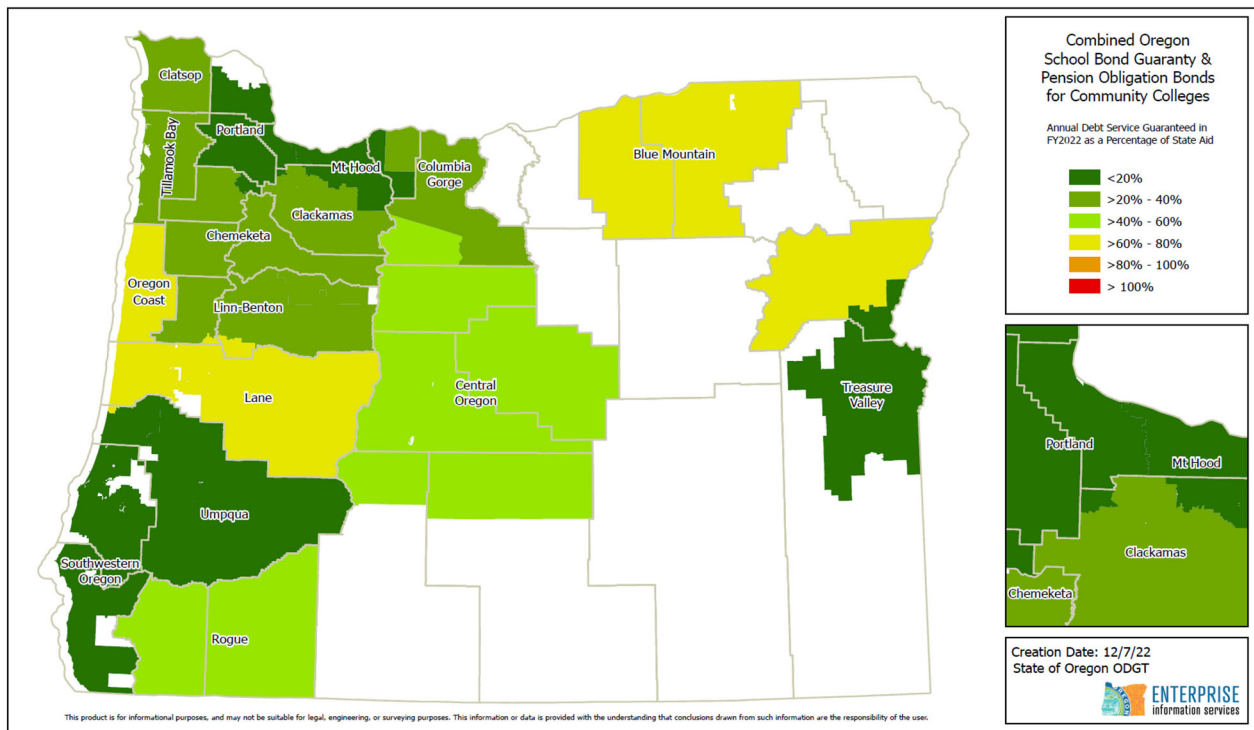 Combined Oregon
School Bond Guaranty &
Pension Obligation Bonds
for Community Colleges
Annual Debt Service Guaranteed in
FY2022 as a Percentage of State Aid
<20%
>20% - 40%
>40% - 60%
>60% - 80%
>80% - 100%
> 100%
Clatsop
Tillamook Bay
Portland
Mt Hood
Columbia
Gorge
Blue Mountain
Clackamas
Chemeketa
Oregon
Coast
Linn-Benton
Lane
Central
Oregon
Treasure
Valley
Umpqua
Southwestern
Oregon
Rogue
Portland
Mt Hood
Clackamas
Chemeketa
Creation Date: 12/7/22
State of Oregon ODGT
OREGON
ENTERPRISE
information services
This product is for informational purposes, and may not be suitable for legal, engineering, or surveying purposes. This information or data is provided with the understanding that conclusions drawn from such information are the responsibility of the user.